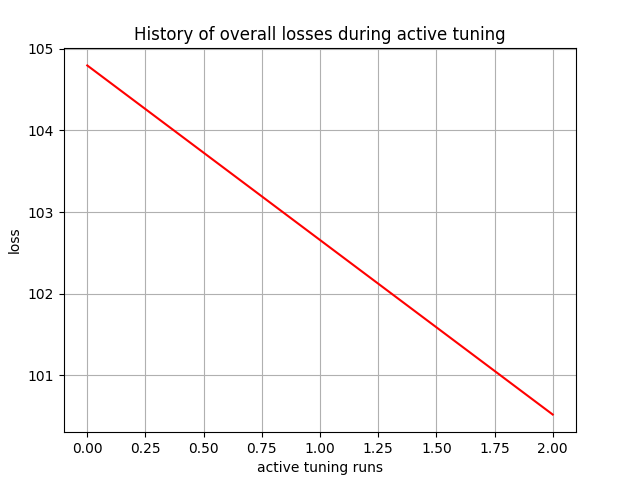 History of overall losses during active tuning
105
104
103
102
101
loss
0.00 0.25 0.50 0.75 1.00 1.25 1.50 1.75 2.00
active tuning runs